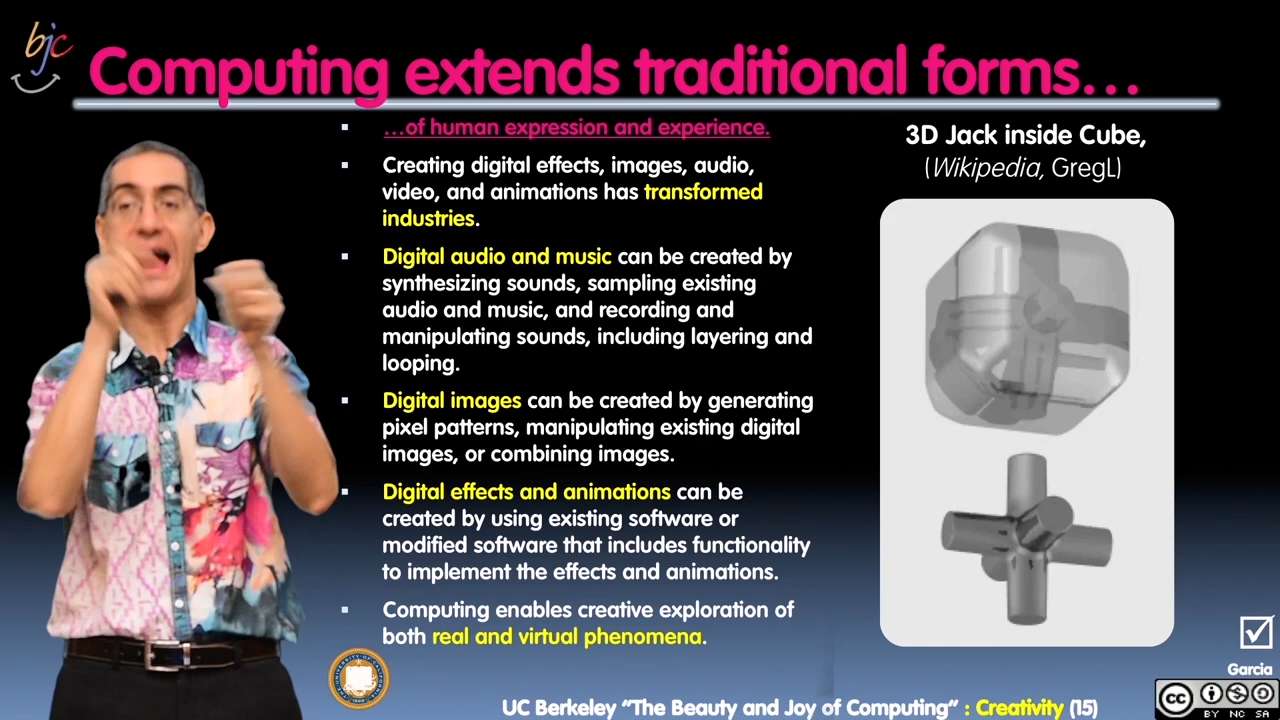 bjc
Computing extends traditional forms…
…of human expression and experience.
Creating digital effects, images, audio,
video, and animations has transformed
industries.
Digital audio and music can be created by
synthesizing sounds, sampling existing
audio and music, and recording and
manipulating sounds, including layering and
looping.
Digital images can be created by generating
pixel patterns, manipulating existing digital
images, or combining images.
Digital effects and animations can be
created by using existing software or
modified software that includes functionality
to implement the effects and animations.
Computing enables creative exploration of
both real and virtual phenomena.
3D Jack inside Cube,
(Wikipedia, GregL)
Garcia
cc
BY NC SA
UC Berkeley “The Beauty and Joy of Computing” : Creativity (15)